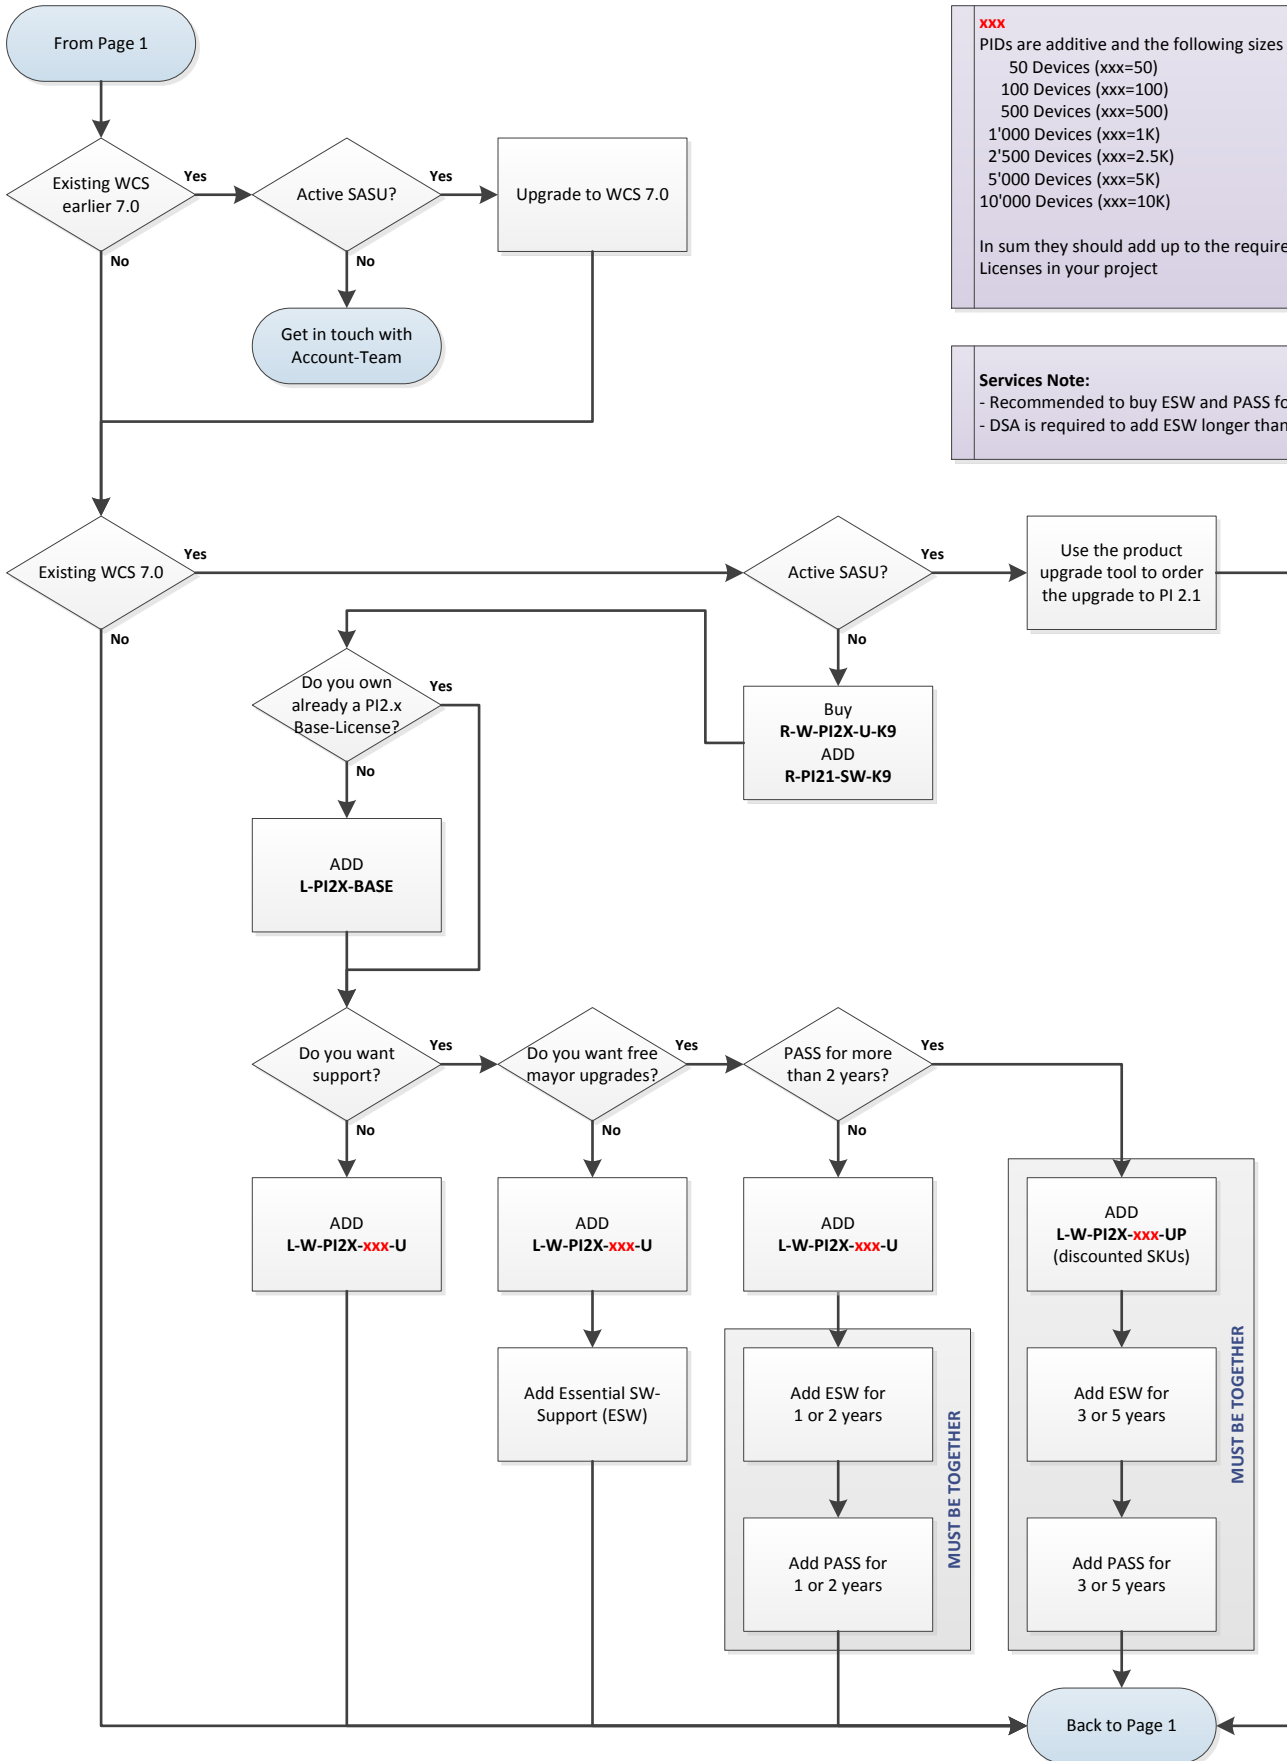 From Page 1
xxx
PIDs are additive and the following sizes
50 Devices (xxx=50)
100 Devices (xxx=100)
500 Devices (xxx=500)
1'000 Devices (xxx=1K)
2'500 Devices (xxx=2.5K)
5'000 Devices (xxx=5K)
10'000 Devices (xxx=10K)
In sum they should add up to the require
Licenses in your project
Existing WCS
earlier 7.0
Yes
No
Active SASU?
Yes
No
Upgrade to WCS 7.0
Get in touch with
Account-Team
Services Note:
- Recommended to buy ESW and PASS fo
- DSA is required to add ESW longer than
Existing WCS 7.0
Yes
No
Active SASU?
Yes
No
Use the product
upgrade tool to order
the upgrade to PI 2.1
Do you own
already a PI2.x
Base-License?
Yes
No
Buy
R-W-PI2X-U-K9
ADD
R-PI21-SW-K9
ADD
L-PI2X-BASE
Do you want
support?
Yes
No
Do you want free
mayor upgrades?
Yes
No
PASS for more
than 2 years?
Yes
No
ADD
L-W-PI2X-xxx-U
ADD
L-W-PI2X-xxx-U
ADD
L-W-PI2X-xxx-U
ADD
L-W-PI2X-xxx-UP
(discounted SKUs)
Add Essential SW-
Support (ESW)
Add ESW for
1 or 2 years
Add ESW for
3 or 5 years
MUST BE TOGETHER
MUST BE TOGETHER
Add PASS for
1 or 2 years
Add PASS for
3 or 5 years
Back to Page 1